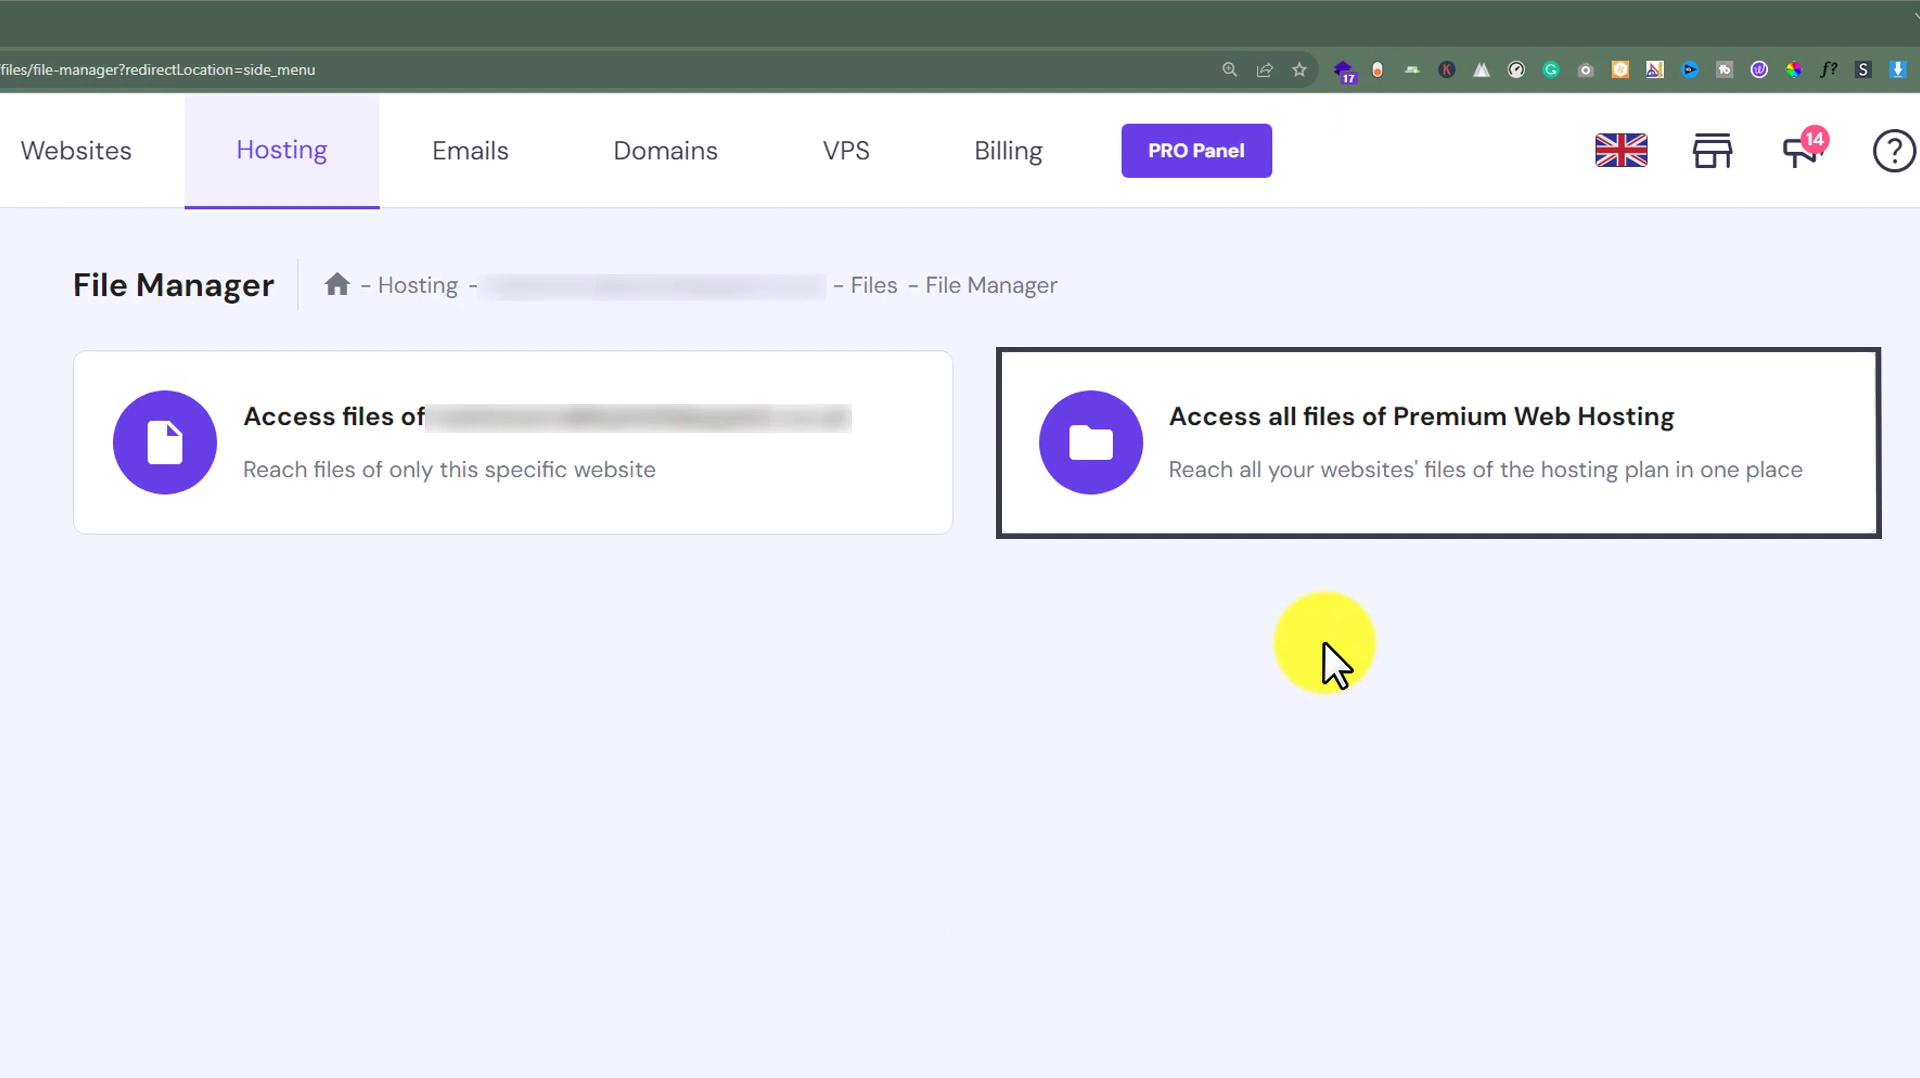 files/file-manager?redirectLocation=side_menu
17
K
tb
f?
S
Websites
Hosting
Emails
Domains
VPS
Billing
PRO Panel
14
?
File Manager
- Hosting -
- Files - File Manager
Access files of
Reach files of only this specific website
Access all files of Premium Web Hosting
Reach all your websites' files of the hosting plan in one place